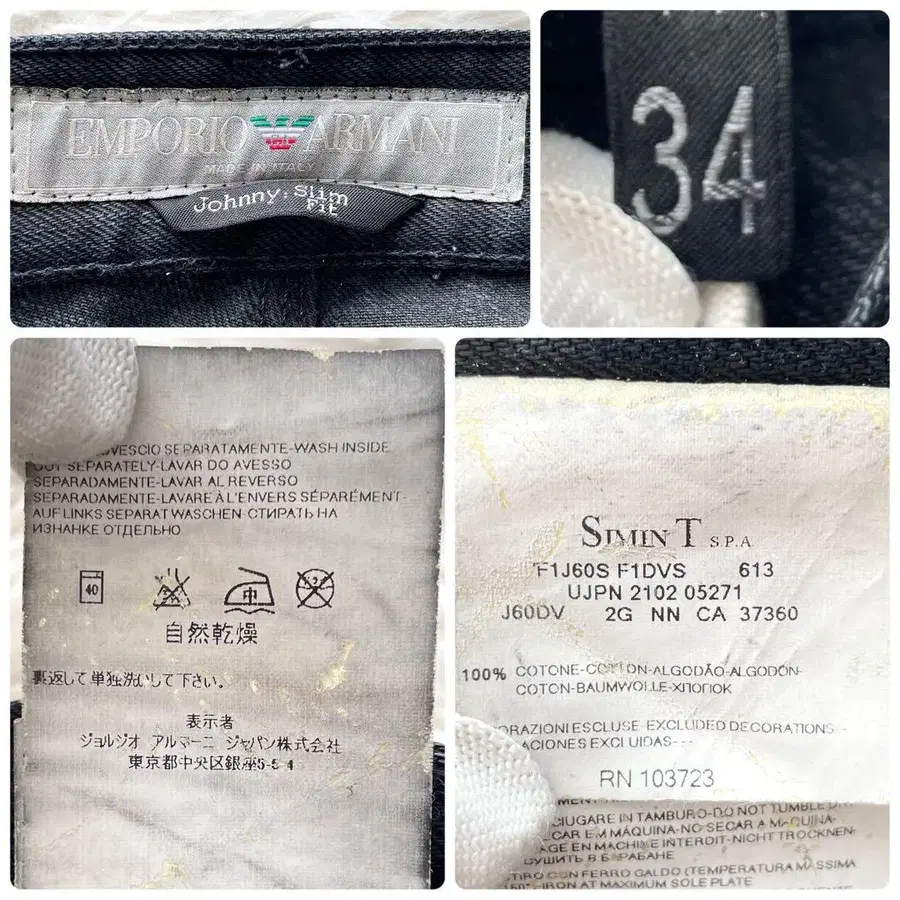 EMPORIO ARMANI
MADE IN ITALY
Johnny: Slim
Fit
34
VESCIO SEPARATAMENTE-WASH INSIDE
OUT SEPARATELY-LAVAR DO AVESSO
SEPARADAMENTE-LAVAR AL REVERSO
SEPARADAMENTE-LAVARE À L'ENVERS SÉPARÉMENT-
AUF LINKS SEPARAT WASCHEN-СТИРАТЬ НА
ИЗНАНКЕ ОТДЕЛЬНО
40
自然乾燥
裏返して単独洗いして下さい。
表示者
ジョルジオ アルマーニ ジャパン株式会社
東京都中央区銀座5-5-4
SIMINT S.P.A
F1J60S F1DVS 613
UJPN 2102 05271
J60DV 2G NN CA 37360
100% COTONE-COTTON-ALGODÃO-ALGODÓN-
COTON-BAUMWOLLE-ХЛОПОК
ORAZIONI ESCLUSE-EXCLUDED DECORATIONS-
ACIONES EXCLUIDAS---
RN 103723
CIUGARE IN TAMBURO-DO NOT TUMBLE
CAR EM MÁQUINA-NO SECAR A MAQUINA-
AGE EN MACHINE INTERDIT-NICHT TROCKNEN-
СУШИТЬ В БАРАБАНЕ
TIRO CON FERRO CALDO (TEMPERATURA MASSIMA
IRON AT MAXIMUM SOLE PLATE